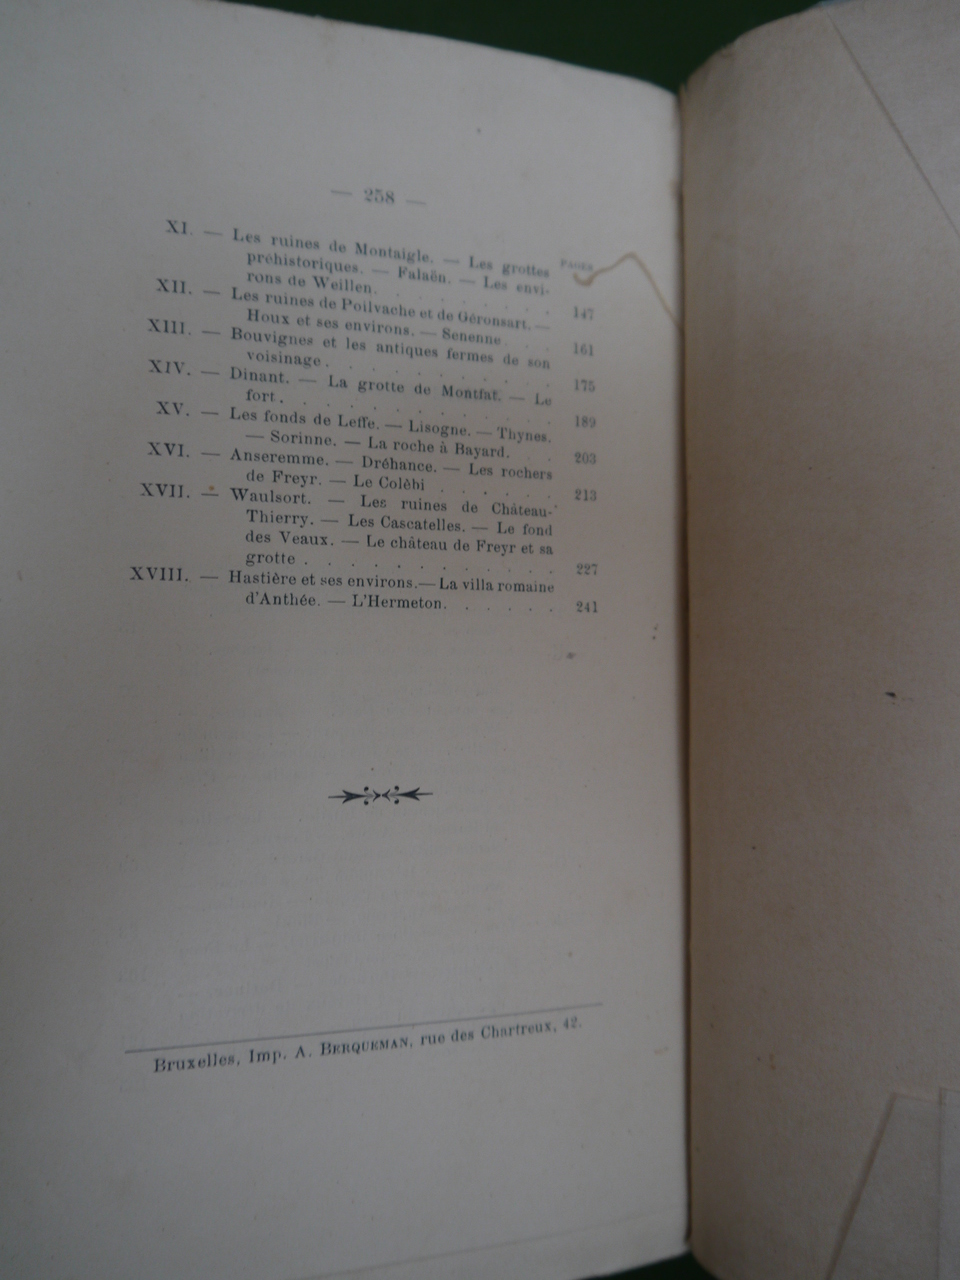 — 258 —
PAGES
XI. — Les ruines de Montaigle. — Les grottes
préhistoriques. — Falaën. — Les envi-
rons de Weillen. . . . . . . . . 147
XII. — Les ruines de Poilvache et de Géronsart. —
Houx et ses environs. — Senenne . . . 161
XIII. — Bouvignes et les antiques fermes de son
voisinage . . . . . . . . . . 175
XIV. — Dinant. — La grotte de Montfat. — Le
fort . . . . . . . . . . . . 189
XV. — Les fonds de Leffe. — Lisogne. — Thynes.
— Sorinne. — La roche à Bayard. . . 203
XVI. — Anseremme. — Dréhance. — Les rochers
de Freyr. — Le Colèbi . . . . . . 213
XVII. — Waulsort. — Les ruines de Château-
Thierry. — Les Cascatelles. — Le fond
des Veaux. — Le château de Freyr et sa
grotte . . . . . . . . . . . . 227
XVIII. — Hastière et ses environs. — La villa romaine
d'Anthée. — L'Hermeton. . . . . . 241
Bruxelles, Imp. A. BERQUEMAN, rue des Chartreux, 42.